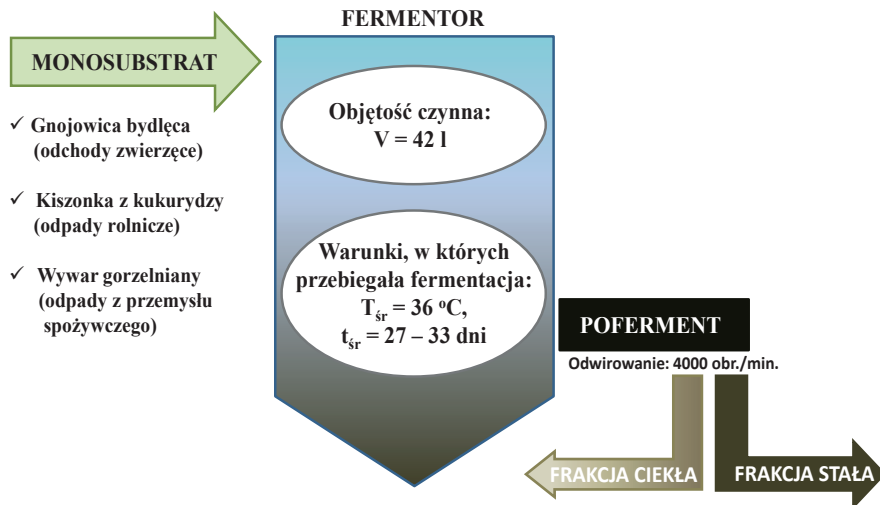 FERMENTOR
MONOSUBSTRAT
✓ Gnojowica bydlęca
(odchody zwierzęce)
✓ Kiszonka z kukurydzy
(odpady rolnicze)
✓ Wywar gorzelniany
(odpady z przemysłu
spożywczego)
Objętość czynna:
V = 42 l
Warunki, w których
przebiegała fermentacja:
Tśr = 36 °C,
tśr = 27 – 33 dni
POFERMENT
Odwirowanie: 4000 obr./min.
FRAKCJA CIEKŁA
FRAKCJA STAŁA